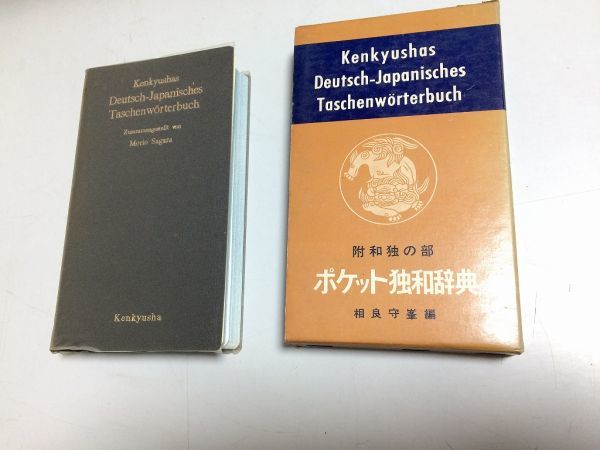 Kenkyushas
Deutsch-Japanisches
Taschenwörterbuch
Zusammengestellt von
Morio Sagara
Kenkyusha
Kenkyushas
Deutsch-Japanisches
Taschenwörterbuch
附和独の部
ポケット独和辞典
相良守峯編